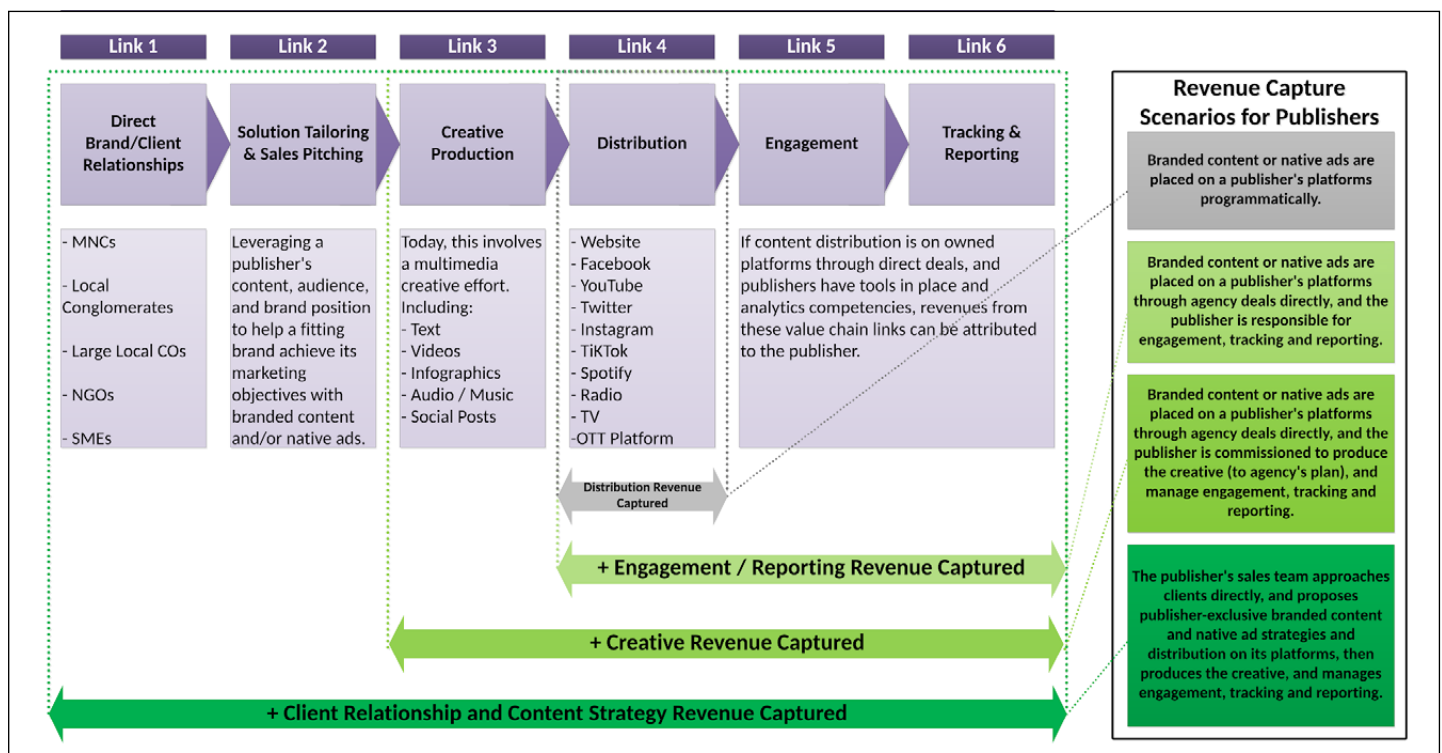 Link 1
Link 2
Link 3
Link 4
Link 5
Link 6
Direct
Brand/Client
Relationships
Solution Tailoring
& Sales Pitching
Creative
Production
Distribution
Engagement
Tracking &
Reporting
- MNCs
- Local
Conglomerates
- Large Local COs
- NGOs
- SMEs
Leveraging a
publisher's
content, audience,
and brand position
to help a fitting
brand achieve its
marketing
objectives with
branded content
and/or native ads.
Today, this involves
a multimedia
creative effort.
Including:
- Text
- Videos
- Infographics
- Audio / Music
- Social Posts
- Website
- Facebook
- YouTube
- Twitter
- Instagram
- TiKTok
- Spotify
- Radio
- TV
-OTT Platform
If content distribution is on owned
platforms through direct deals, and
publishers have tools in place and
analytics competencies, revenues from
these value chain links can be attributed
to the publisher.
Distribution Revenue
Captured
+ Engagement / Reporting Revenue Captured
+ Creative Revenue Captured
+ Client Relationship and Content Strategy Revenue Captured
Revenue Capture
Scenarios for Publishers
Branded content or native ads are
placed on a publisher's platforms
programmatically.
Branded content or native ads are
placed on a publisher's platforms
through agency deals directly, and the
publisher is responsible for
engagement, tracking and reporting.
Branded content or native ads are
placed on a publisher's platforms
through agency deals directly, and the
publisher is commissioned to produce
the creative (to agency's plan), and
manage engagement, tracking and
reporting.
The publisher's sales team approaches
clients directly, and proposes
publisher-exclusive branded content
and native ad strategies and
distribution on its platforms, then
produces the creative, and manages
engagement, tracking and reporting.